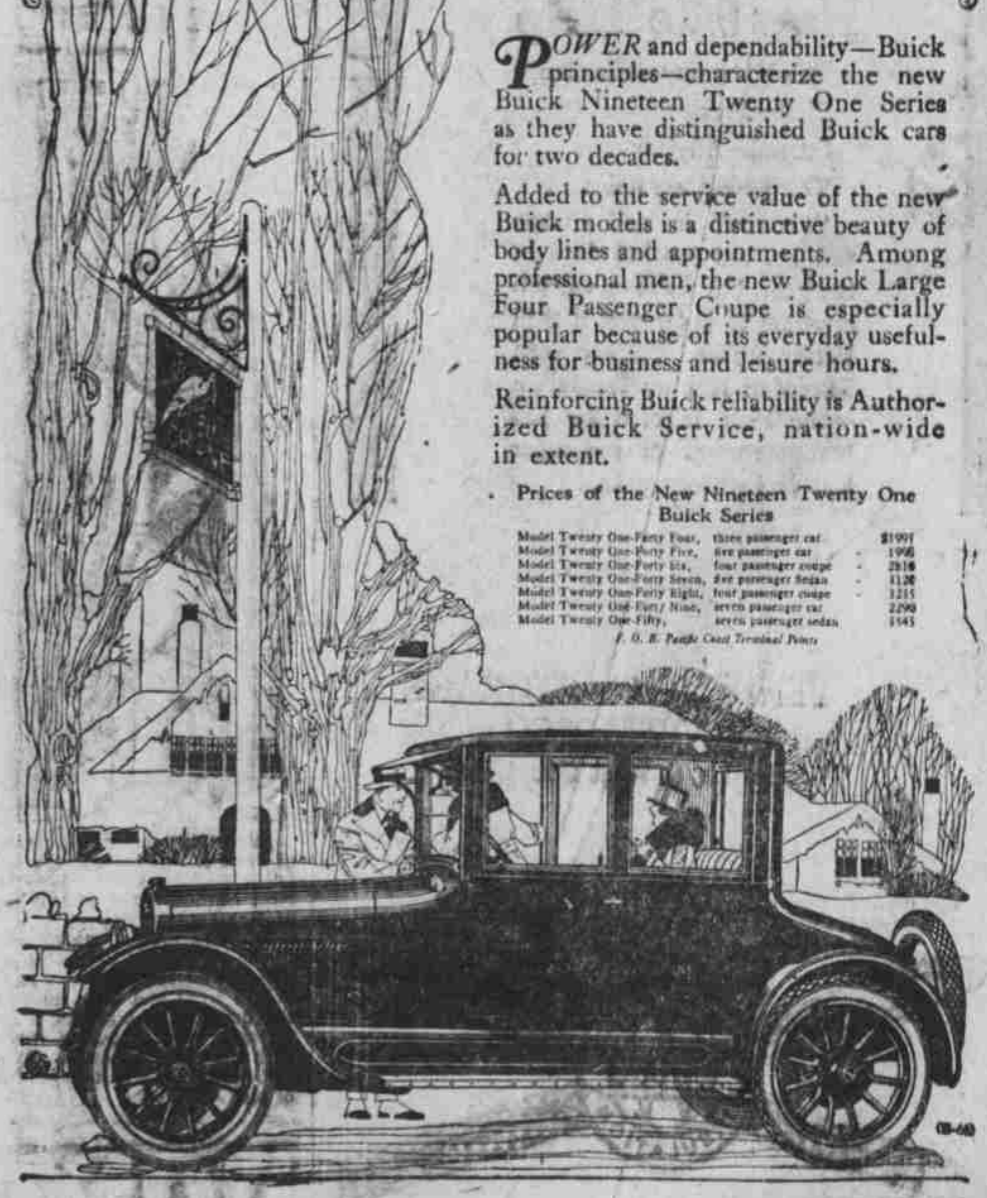 POWER and dependability—Buick
principles—characterize the new
Buick Nineteen Twenty One Series
as they have distinguished Buick cars
for two decades.
Added to the service value of the new
Buick models is a distinctive beauty of
body lines and appointments. Among
professional men, the new Buick Large
Four Passenger Coupe is especially
popular because of its everyday useful-
ness for business and leisure hours.
Reinforcing Buick reliability is Author-
ized Buick Service, nation-wide
in extent.
Prices of the New Nineteen Twenty One
Buick Series
Model Twenty One-Forty Four, three passenger car
Model Twenty One-Forty Five, five passenger car
Model Twenty One-Forty Six, four passenger coupe
Model Twenty One-Forty Seven, five passenger Sedan
Model Twenty One-Forty Eight, four passenger coupe
Model Twenty One-Forty Nine, seven passenger car
Model Twenty One-Fifty, seven passenger sedan
F. O. B. Pacific Coast Terminal Points